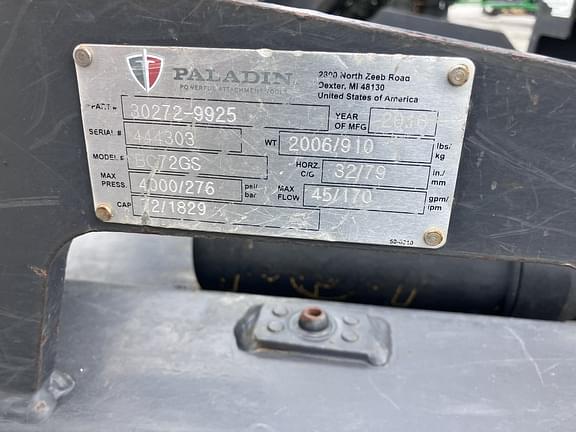 PALADIN
POWERFUL ATTACHMENT TOOLS
2800 North Zeeb Road
Dexter, MI 48130
United States of America
PART # 30272-9925
YEAR OF MFG 2016
SERIAL # 444303
WT 2006/910 lbs/kg
MODEL # BC72GS
HORZ. C/G 32/79 in./mm
MAX PRESS. 4000/276 psi/bar
MAX FLOW 45/170 gpm/lpm
CAP 72/1829